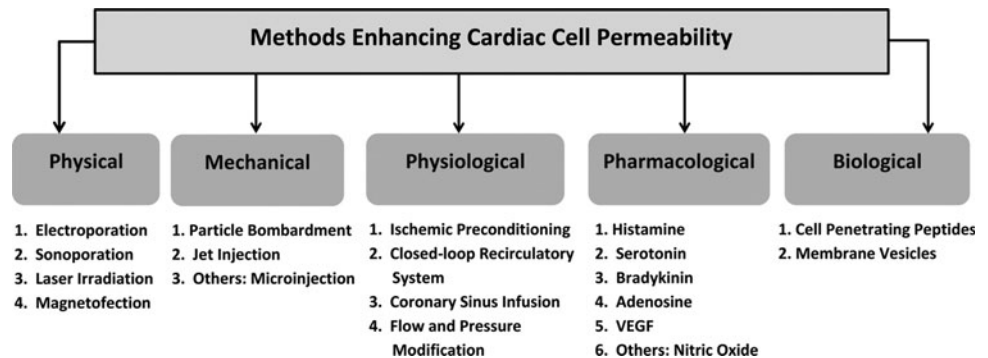 Methods Enhancing Cardiac Cell Permeability
Physical
1. Electroporation
2. Sonoporation
3. Laser Irradiation
4. Magnetofection
Mechanical
1. Particle Bombardment
2. Jet Injection
3. Others: Microinjection
Physiological
1. Ischemic Preconditioning
2. Closed-loop Recirculatory
System
3. Coronary Sinus Infusion
4. Flow and Pressure
Modification
Pharmacological
1. Histamine
2. Serotonin
3. Bradykinin
4. Adenosine
5. VEGF
6. Others: Nitric Oxide
Biological
1. Cell Penetrating Peptides
2. Membrane Vesicles